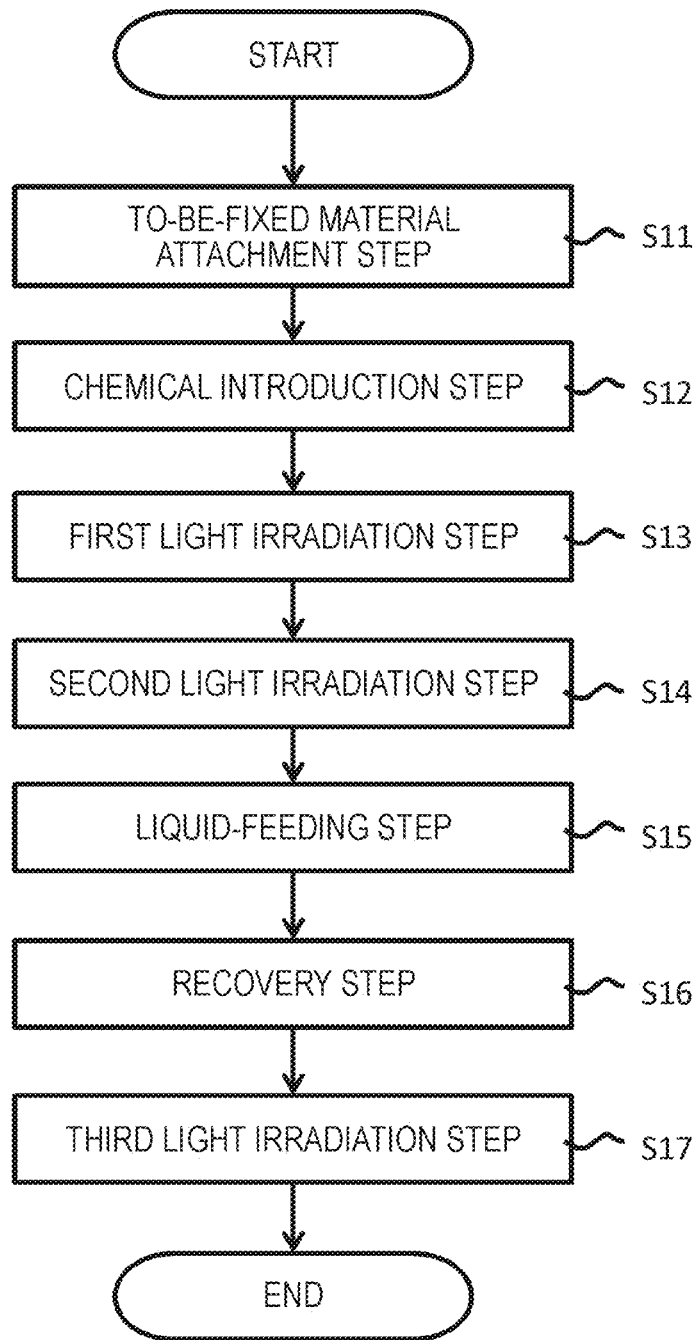 START
TO-BE-FIXED MATERIAL
ATTACHMENT STEP
S11
CHEMICAL INTRODUCTION STEP
S12
FIRST LIGHT IRRADIATION STEP
S13
SECOND LIGHT IRRADIATION STEP
S14
LIQUID-FEEDING STEP
S15
RECOVERY STEP
S16
THIRD LIGHT IRRADIATION STEP
S17
END